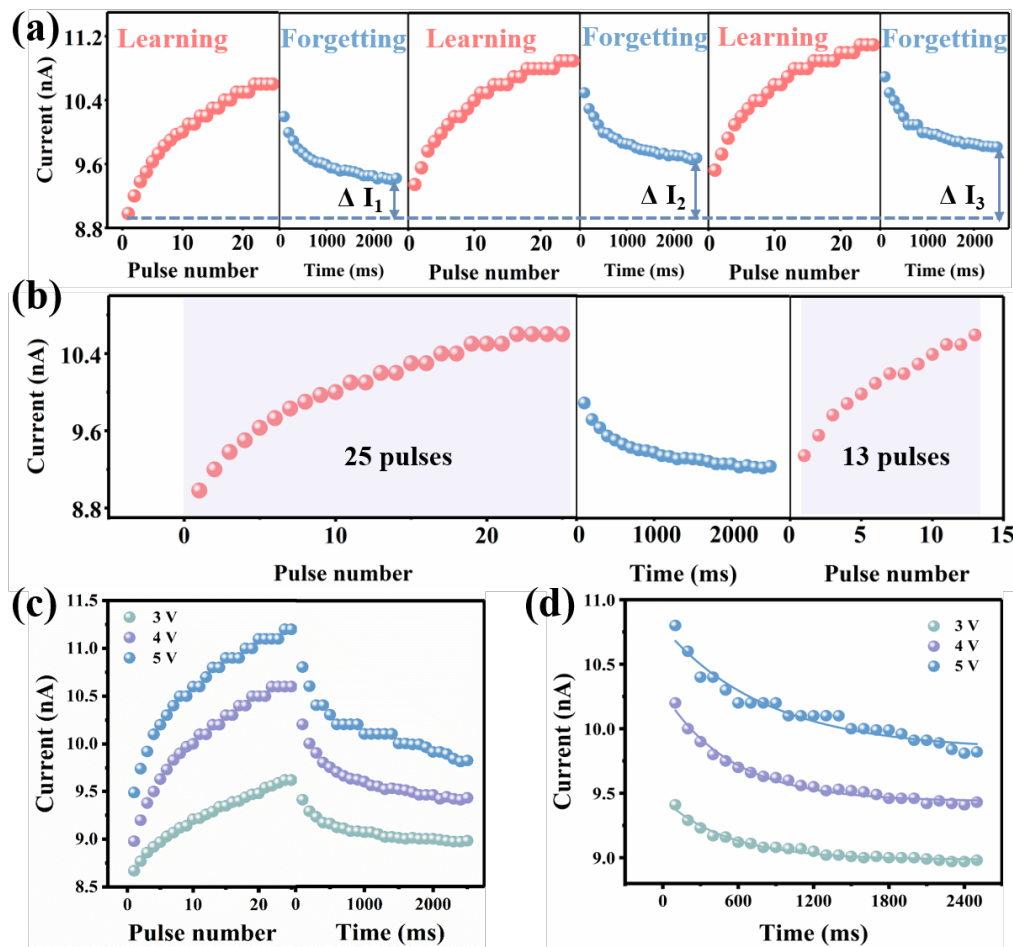 (a)
Learning Forgetting Learning Forgetting Learning Forgetting
11.2
10.4
9.6
8.8
Current (nA)
Δ I1 Δ I2 Δ I3
0 10 20 0 1000 2000 0 10 20 0 1000 2000 0 10 20 0 1000 2000
Pulse number Time (ms) Pulse number Time (ms) Pulse number Time (ms)
(b)
10.4
9.6
8.8
Current (nA)
25 pulses 13 pulses
0 10 20 0 1000 2000 0 5 10 15
Pulse number Time (ms) Pulse number
(c)
3 V
4 V
5 V
11.5
11.0
10.5
10.0
9.5
9.0
8.5
Current (nA)
0 10 20 0 1000 2000
Pulse number Time (ms)
(d)
3 V
4 V
5 V
11.0
10.5
10.0
9.5
9.0
Current (nA)
0 600 1200 1800 2400
Time (ms)